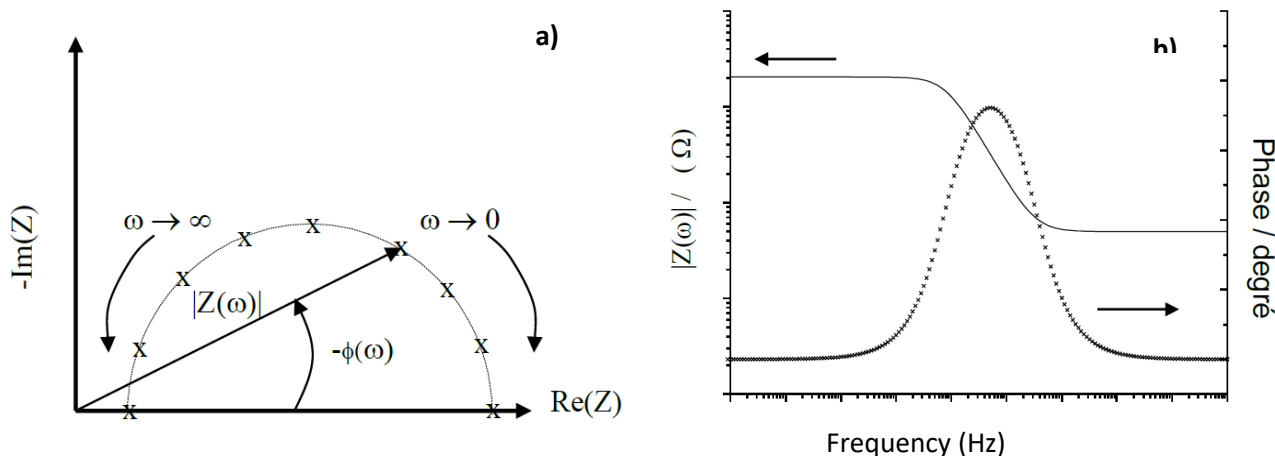 a)
-Im(Z)
ω → ∞
ω → 0
|Z(ω)|
-ϕ(ω)
Re(Z)
x x x x x x x x x x
b)
|Z(ω)| / (Ω)
Phase / degré
Frequency (Hz)